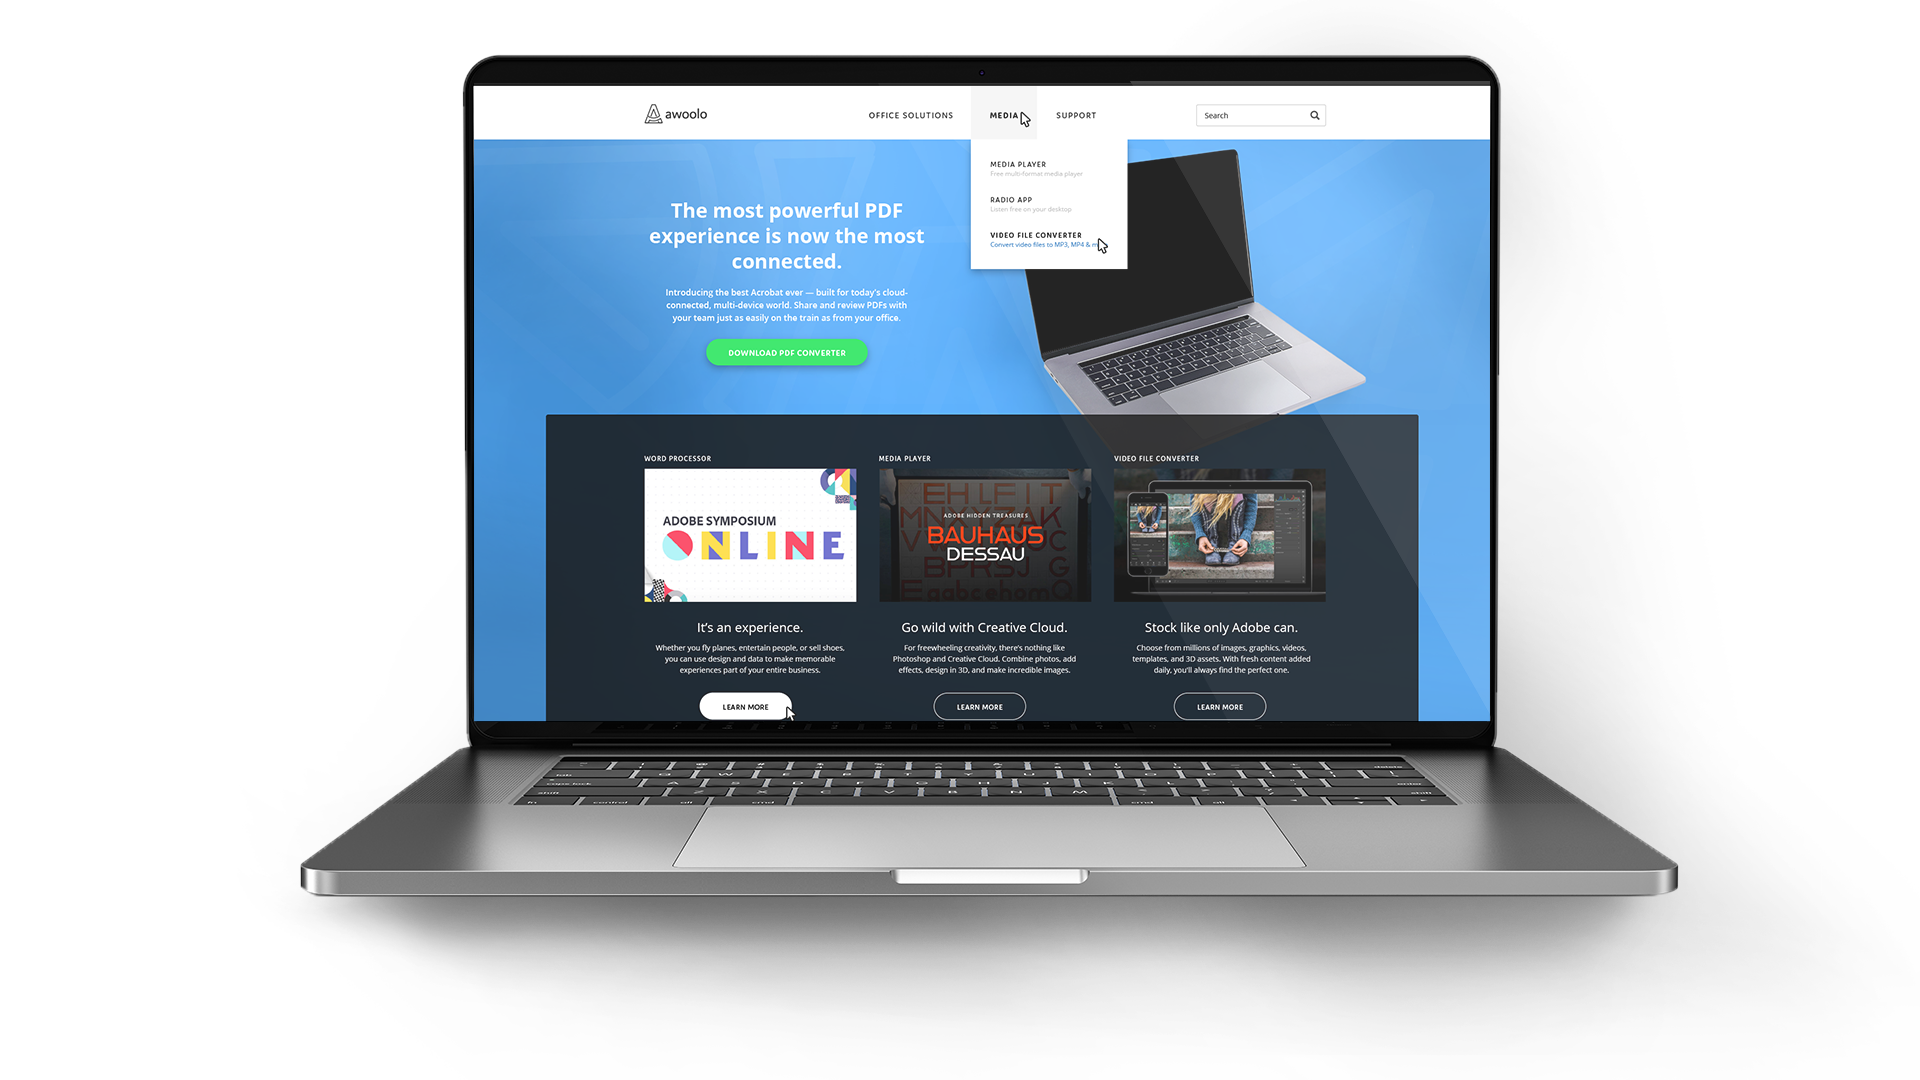 awoolo
OFFICE SOLUTIONS
MEDIA
SUPPORT
Search
MEDIA PLAYER
Free multi-format media player
RADIO APP
Listen free on your desktop
VIDEO FILE CONVERTER
Convert video files to MP3, MP4 &
The most powerful PDF
experience is now the most
connected.
Introducing the best Acrobat ever — built for today's cloud-
connected, multi-device world. Share and review PDFs with
your team just as easily on the train as from your office.
DOWNLOAD PDF CONVERTER
WORD PROCESSOR
ADOBE SYMPOSIUM
ONLINE
It's an experience.
Whether you fly planes, entertain people, or sell shoes,
you can use design and data to make memorable
experiences part of your entire business.
LEARN MORE
MEDIA PLAYER
ADOBE HIDDEN TREASURES
BAUHAUS
DESSAU
Go wild with Creative Cloud.
For freewheeling creativity, there's nothing like
Photoshop and Creative Cloud. Combine photos, add
effects, design in 3D, and make incredible images.
LEARN MORE
VIDEO FILE CONVERTER
Stock like only Adobe can.
Choose from millions of images, graphics, videos,
templates, and 3D assets. With fresh content added
daily, you'll always find the perfect one.
LEARN MORE